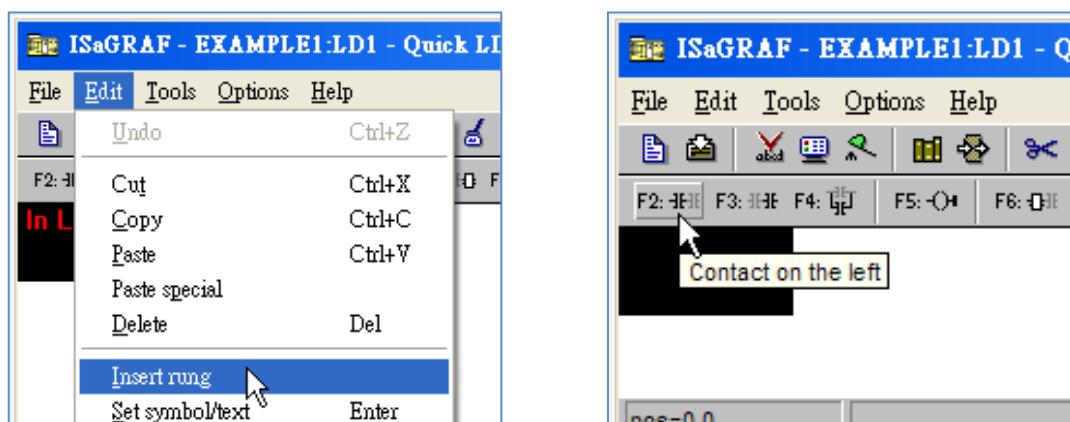 ISaGRAF - EXAMPLE1:LD1 - Quick LD
File Edit Tools Options Help
Undo Ctrl+Z
F2:
Cut Ctrl+X
In L
Copy Ctrl+C
Paste Ctrl+V
Paste special
Delete Del
Insert rung
Set symbol/text Enter
ISaGRAF - EXAMPLE1:LD1 - Q
File Edit Tools Options Help
abcd
F2: F3: F4: F5: F6:
Contact on the left
pos=0,0